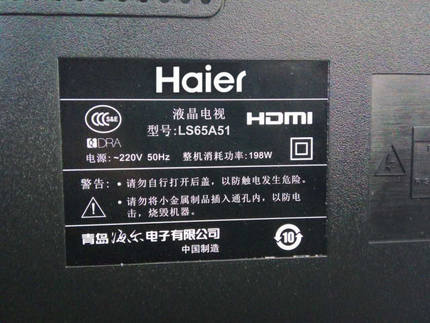 Haier
液晶电视
HDMI
型号:LS65A51
S&E
DRA
电源:~220V 50Hz 整机消耗功率:198W
警告:·请勿自行打开后盖,以防触电发生危险。
·请勿将小金属制品插入通孔内,以防电
击,烧毁机器。
青岛海尔电子有限公司
中国制造
10